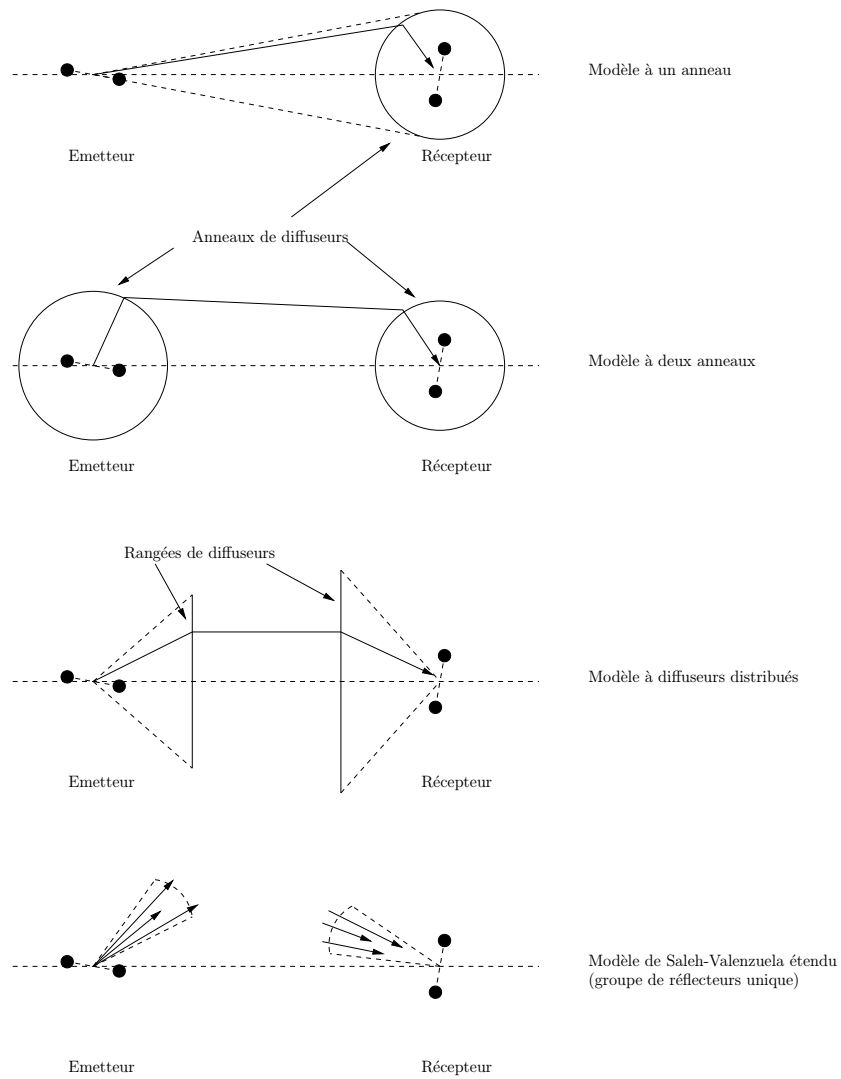 Modèle à un anneau
Emetteur
Récepteur
Anneaux de diffuseurs
Modèle à deux anneaux
Emetteur
Récepteur
Rangées de diffuseurs
Modèle à diffuseurs distribués
Emetteur
Récepteur
Modèle de Saleh-Valenzuela étendu
(groupe de réflecteurs unique)
Emetteur
Récepteur